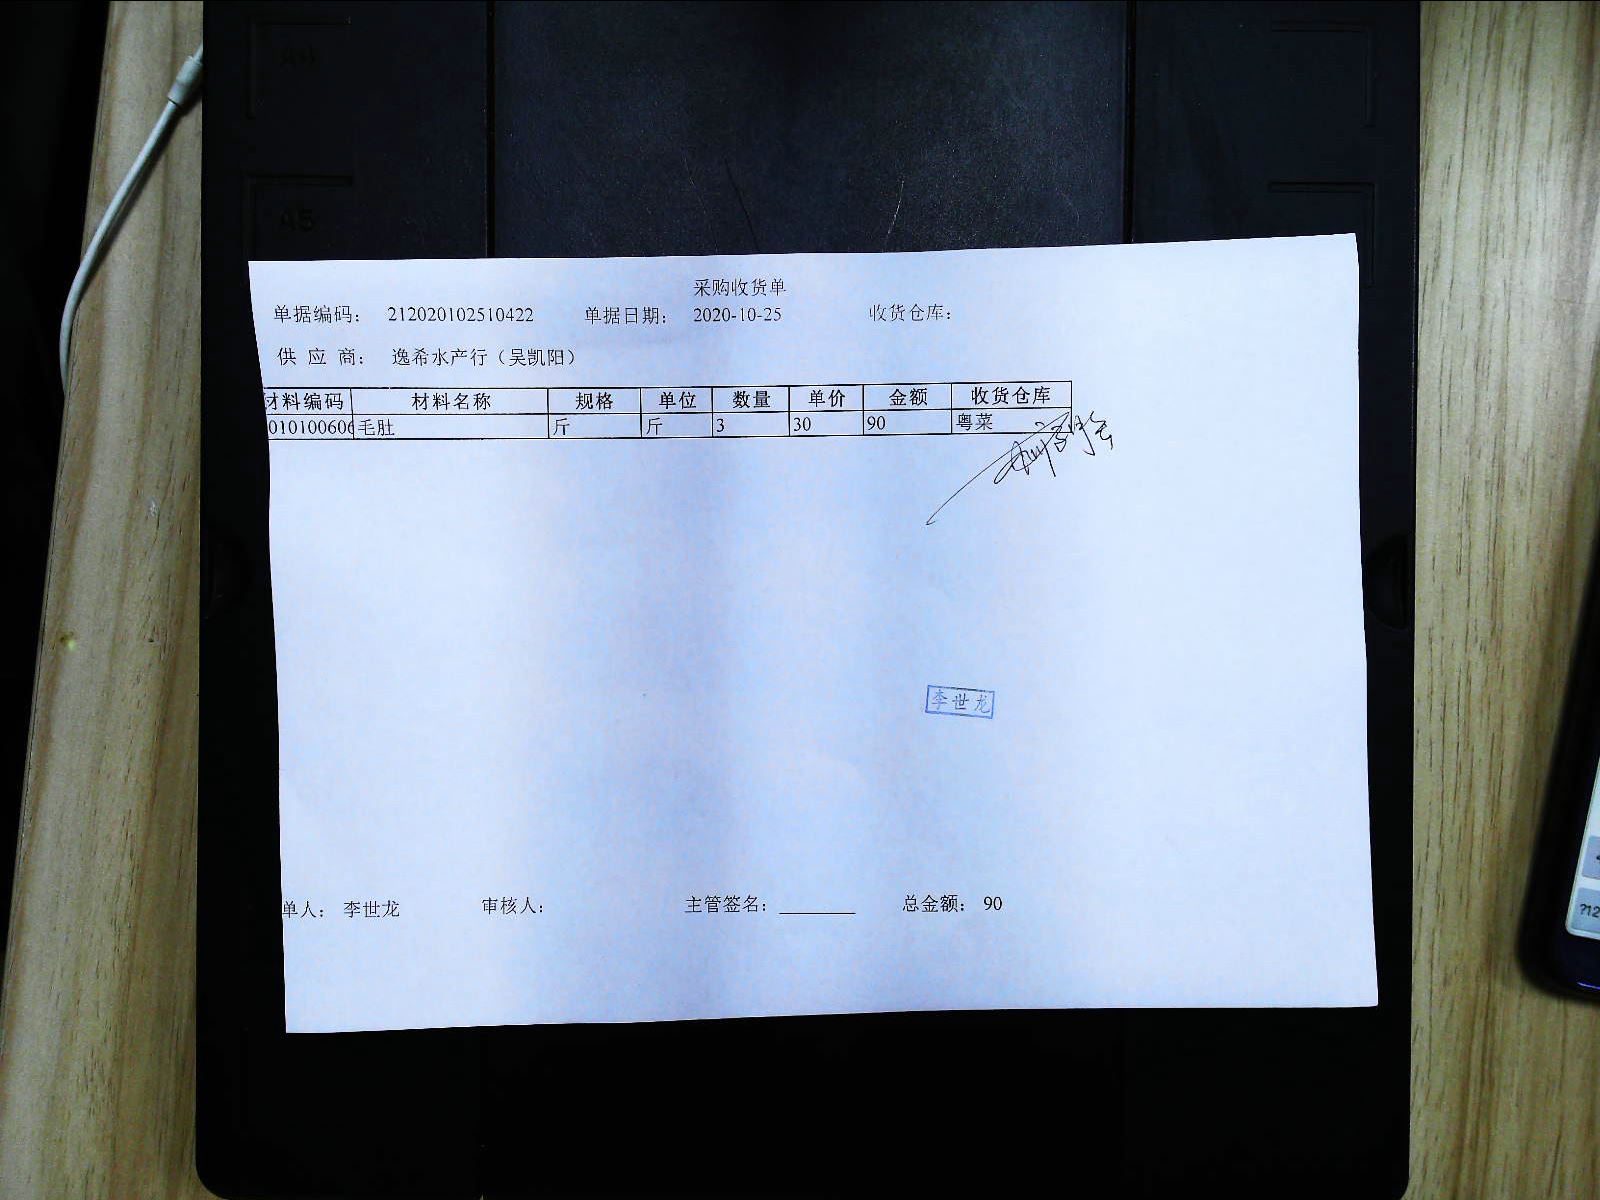 A5
采购收货单
单据编码： 212020102510422 单据日期： 2020-10-25 收货仓库：
供 应 商： 逸希水产行（吴凯阳）
材料编码 材料名称 规格 单位 数量 单价 金额 收货仓库
010100606 毛肚 斤 斤 3 30 90 粤菜
李世龙
单人： 李世龙 审核人： 主管签名： 总金额： 90
?12